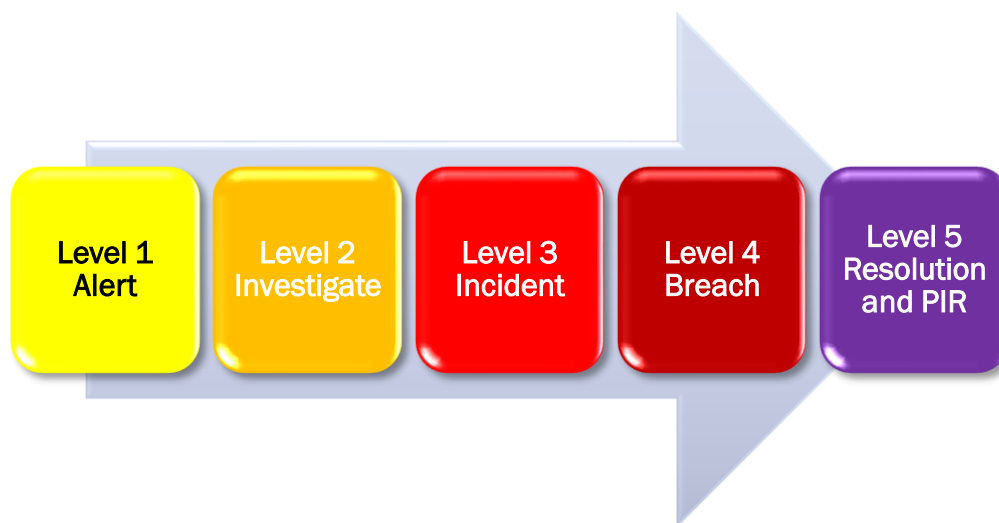 Level 1
Alert
Level 2
Investigate
Level 3
Incident
Level 4
Breach
Level 5
Resolution
and PIR